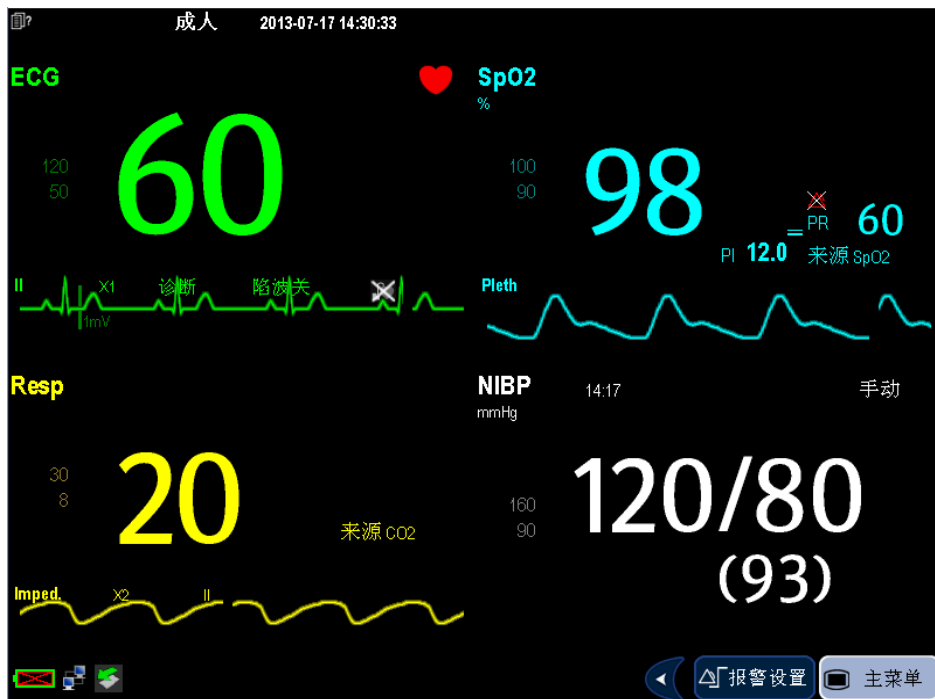 ?
成人 2013-07-17 14:30:33
ECG
120
50
60
II X1 诊断 陷波关
1mV
SpO2
%
100
90
98
PR 60
PI 12.0 来源 SpO2
Pleth
Resp
30
8
20
来源 CO2
Imped. X2 II
NIBP 14:17 手动
mmHg
160
90
120/80
(93)
报警设置 主菜单